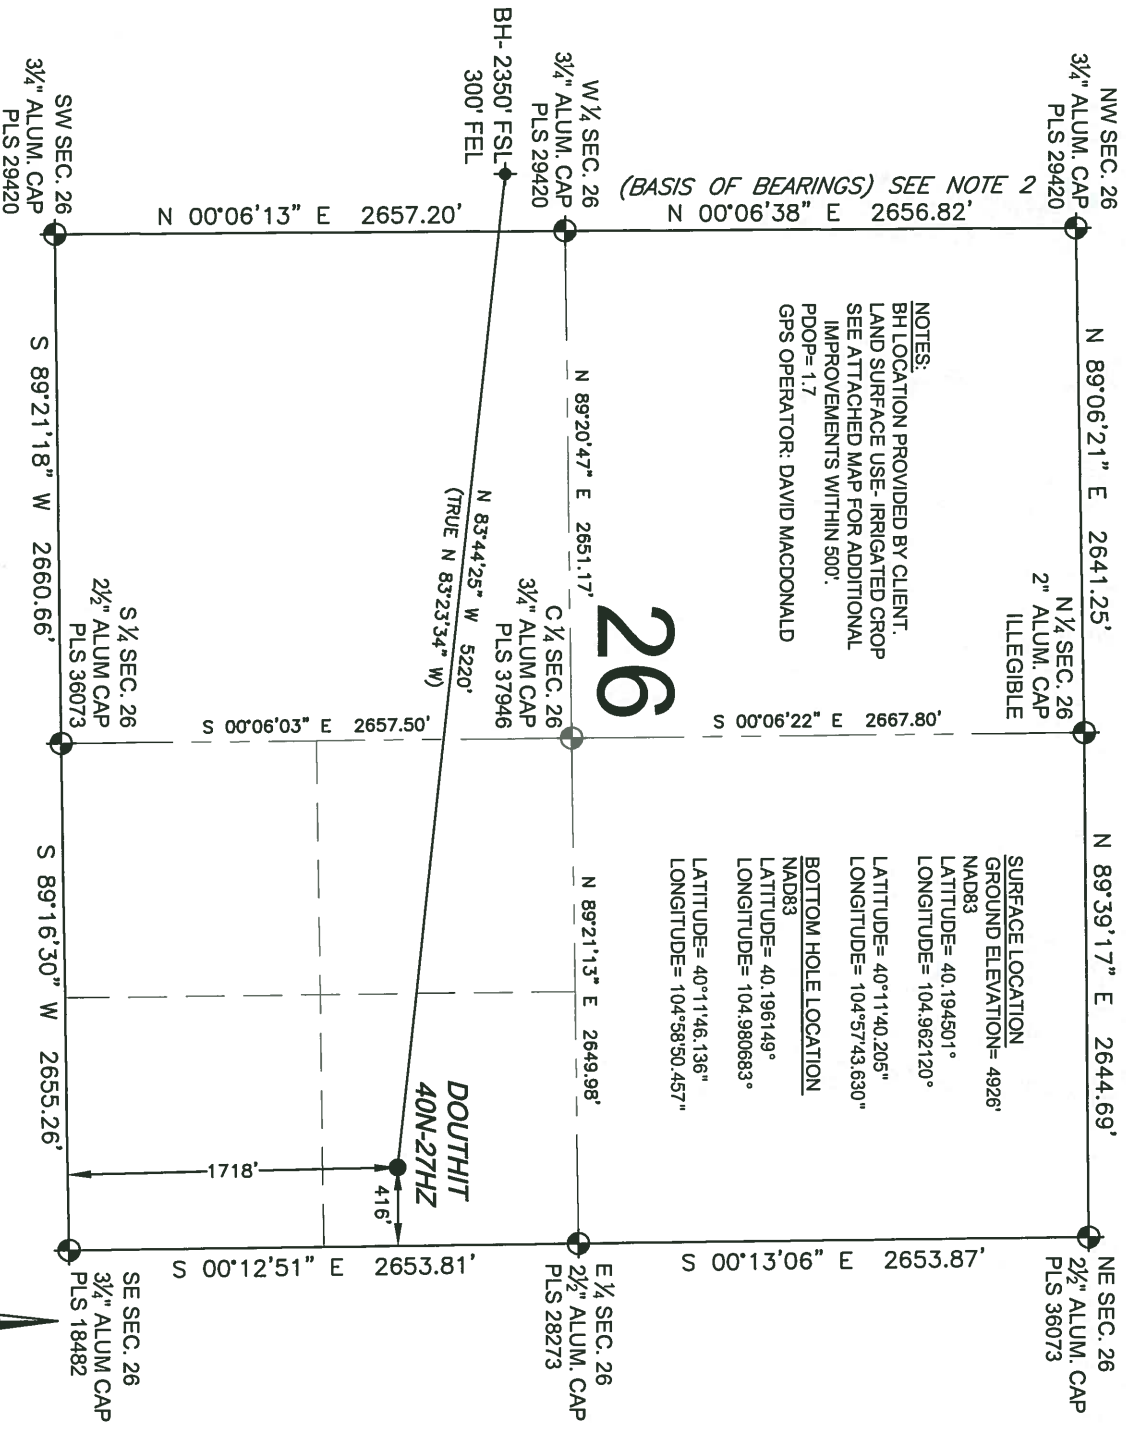 NW SEC. 26
3¼" ALUM. CAP
PLS 29420
N 89°06'21" E 2641.25'
N ¼ SEC. 26
2" ALUM. CAP
ILLEGIBLE
N 89°39'17" E 2644.69'
NE SEC. 26
2½" ALUM. CAP
PLS 36073
(BASIS OF BEARINGS) SEE NOTE 2
N 00°06'38" E 2656.82'
NOTES:
BH LOCATION PROVIDED BY CLIENT.
LAND SURFACE USE- IRRIGATED CROP
SEE ATTACHED MAP FOR ADDITIONAL
IMPROVEMENTS WITHIN 500'.
PDOP= 1.7
GPS OPERATOR: DAVID MACDONALD
S 00°06'22" E 2667.80'
SURFACE LOCATION
GROUND ELEVATION= 4926'
NAD83
LATITUDE= 40.194501°
LONGITUDE= 104.962120°
LATITUDE= 40°11'40.205"
LONGITUDE= 104°57'43.630"
BOTTOM HOLE LOCATION
NAD83
LATITUDE= 40.196149°
LONGITUDE= 104.980683°
LATITUDE= 40°11'46.136"
LONGITUDE= 104°58'50.457"
S 00°13'06" E 2653.87'
26
W ¼ SEC. 26
3¼" ALUM. CAP
PLS 29420
N 89°20'47" E 2651.17'
C ¼ SEC. 26
3¼" ALUM CAP
PLS 37946
N 89°21'13" E 2649.98'
E ¼ SEC. 26
2½" ALUM. CAP
PLS 28273
BH- 2350' FSL
300' FEL
N 83°44'25" W 5220'
(TRUE N 83°23'34" W)
DOUTHIT
40N-27HZ
416'
1718'
N 00°06'13" E 2657.20'
S 00°06'03" E 2657.50'
S 00°12'51" E 2653.81'
SW SEC. 26
3¼" ALUM. CAP
PLS 29420
S 89°21'18" W 2660.66'
S ¼ SEC. 26
2½" ALUM CAP
PLS 36073
S 89°16'30" W 2655.26'
SE SEC. 26
3¼" ALUM CAP
PLS 18482